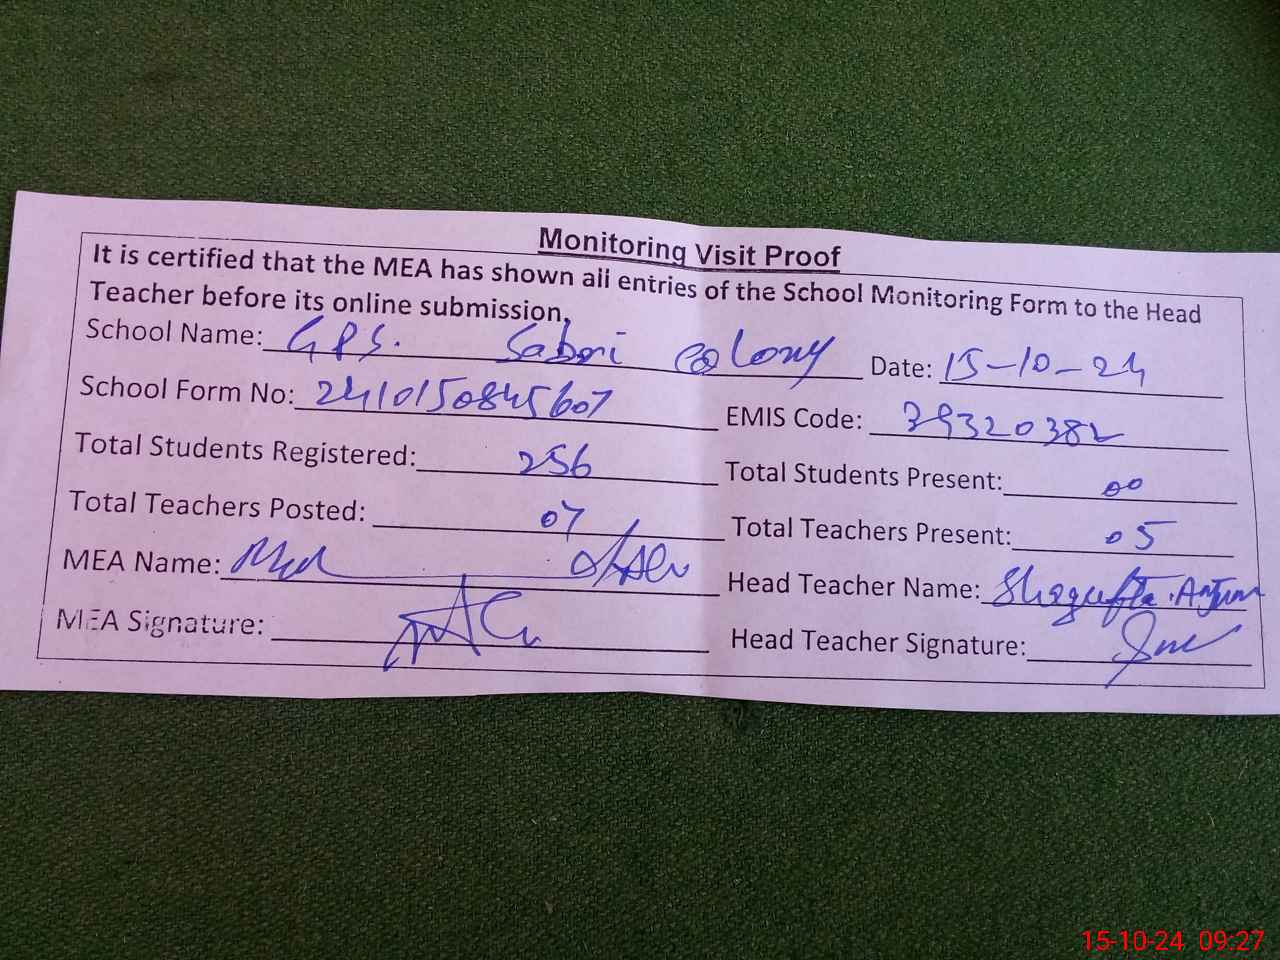 Monitoring Visit Proof
It is certified that the MEA has shown all entries of the School Monitoring Form to the Head
Teacher before its online submission.
School Name: GPS. Sabri Colony Date: 15-10-24
School Form No: 2410150845607 EMIS Code: 39320382
Total Students Registered: 256 Total Students Present: 00
Total Teachers Posted: 07 Total Teachers Present: 05
MEA Name: Head Teacher Name: Shagufta Anjum
MEA Signature: Head Teacher Signature:
15-10-24 09:27